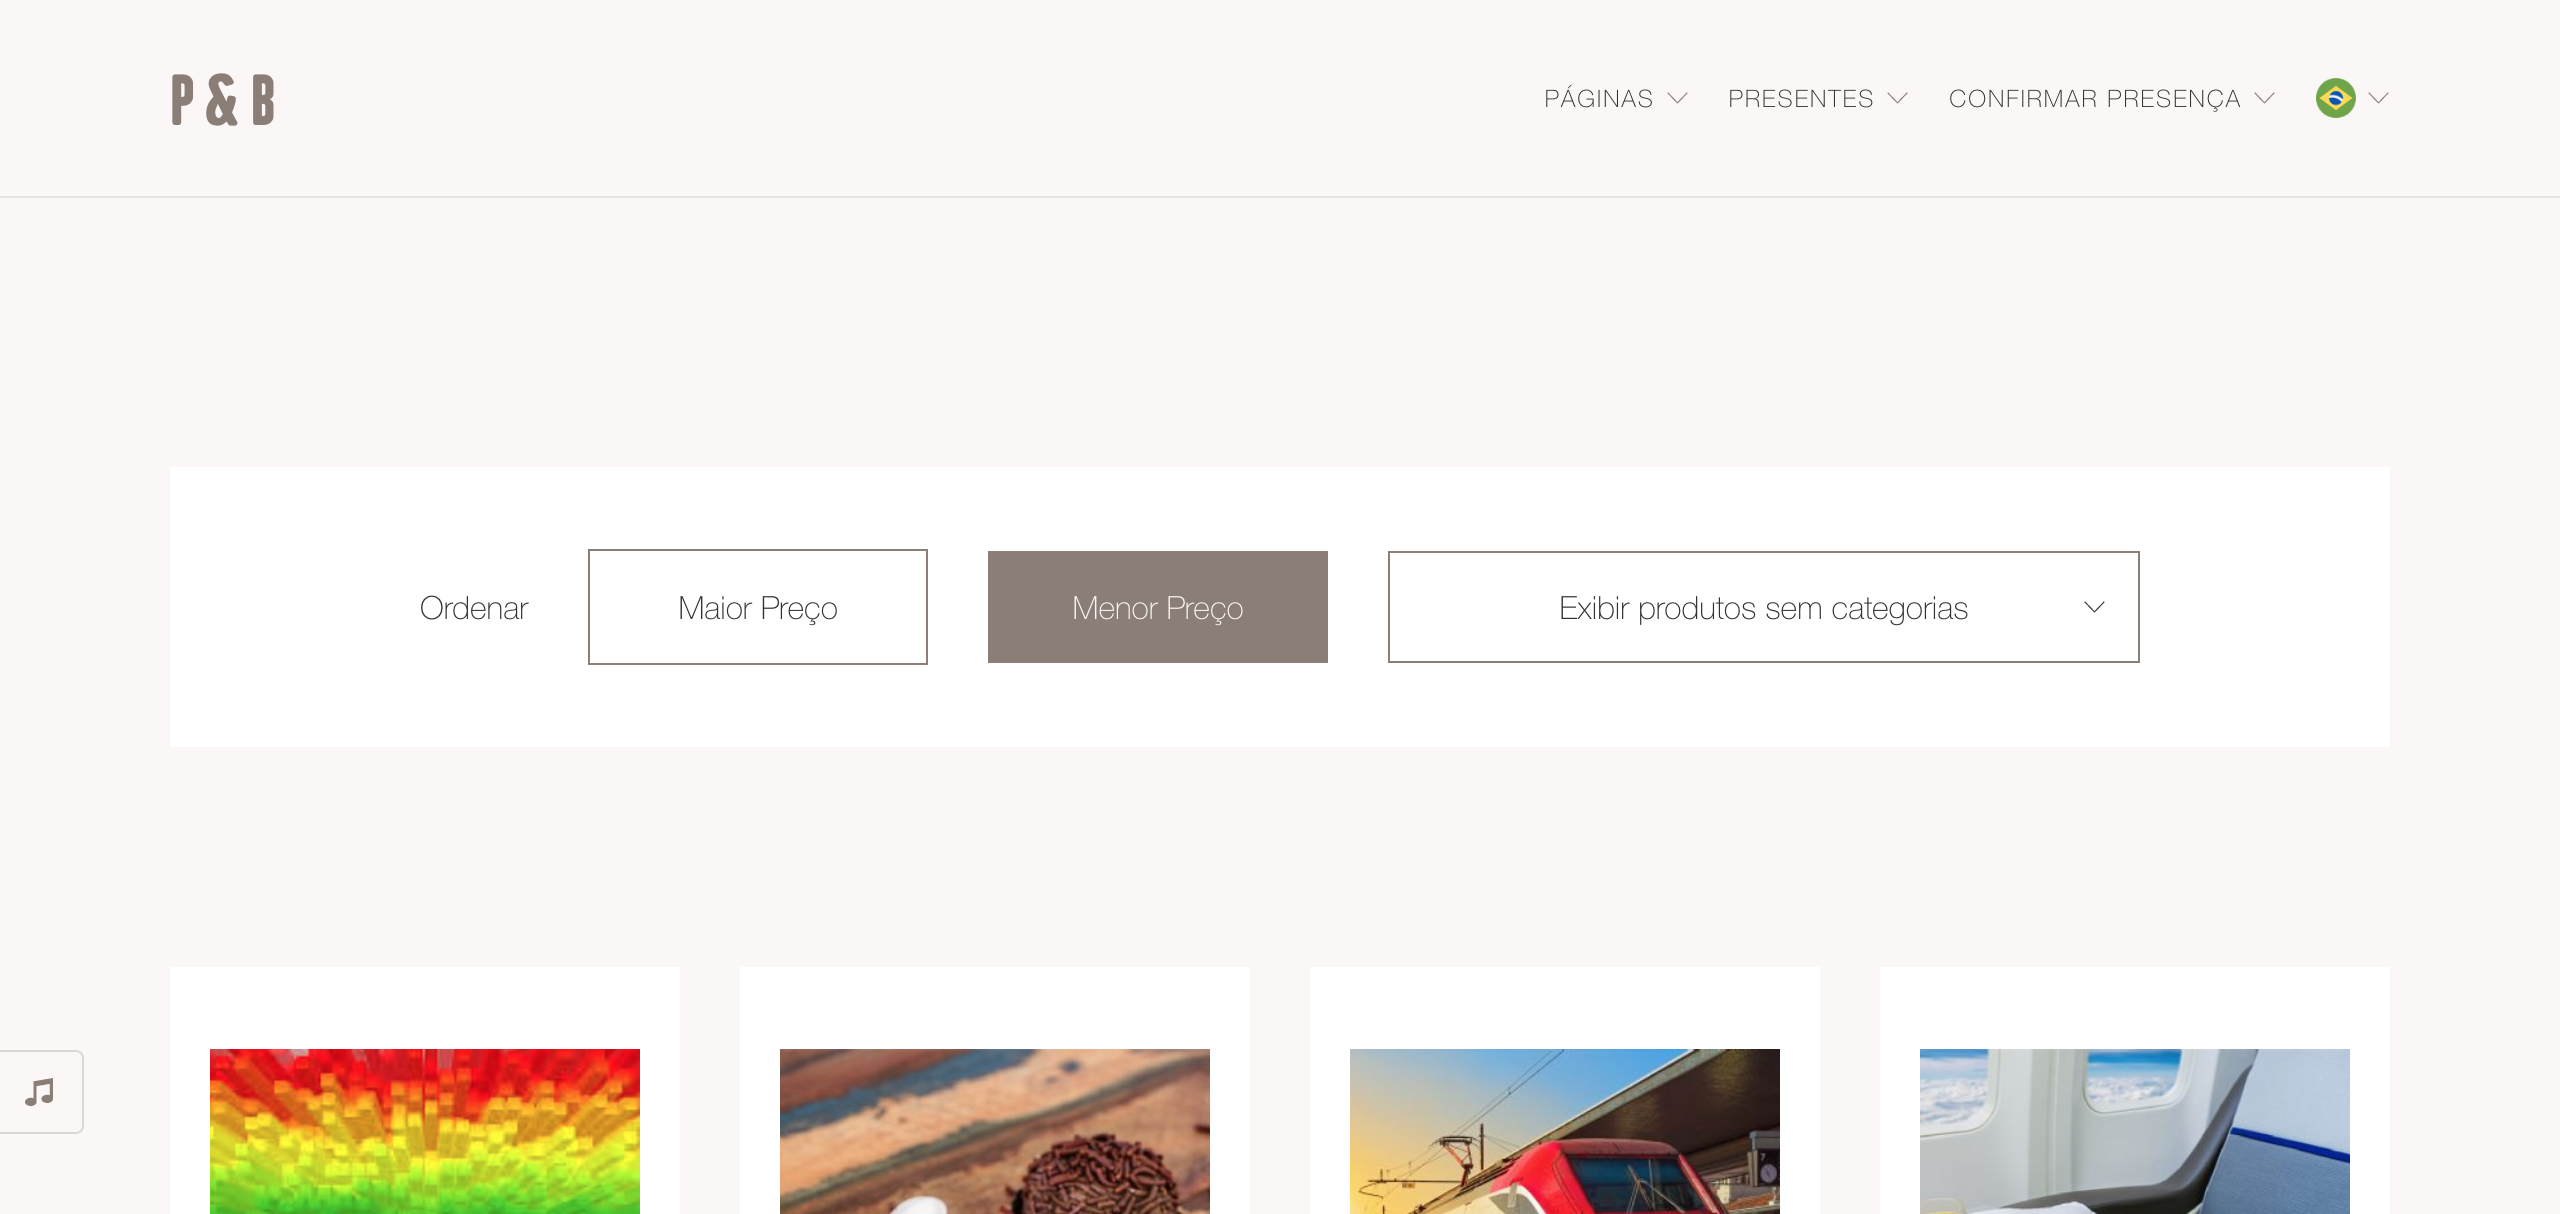 P & B
PÁGINAS
PRESENTES
CONFIRMAR PRESENÇA
Ordenar
Maior Preço
Menor Preço
Exibir produtos sem categorias